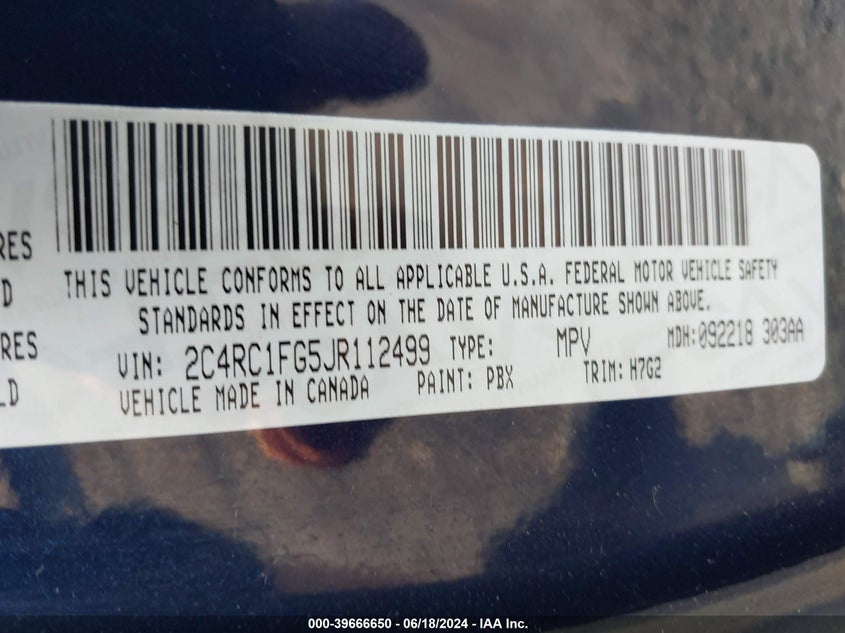 RES
D
RES
LD
THIS VEHICLE CONFORMS TO ALL APPLICABLE U.S.A. FEDERAL MOTOR VEHICLE SAFETY
STANDARDS IN EFFECT ON THE DATE OF MANUFACTURE SHOWN ABOVE.
VIN: 2C4RC1FG5JR112499 TYPE: MPV MDH:092218 303AA
VEHICLE MADE IN CANADA PAINT: PBX TRIM: H7G2
000-39666650 - 06/18/2024 - IAA Inc.